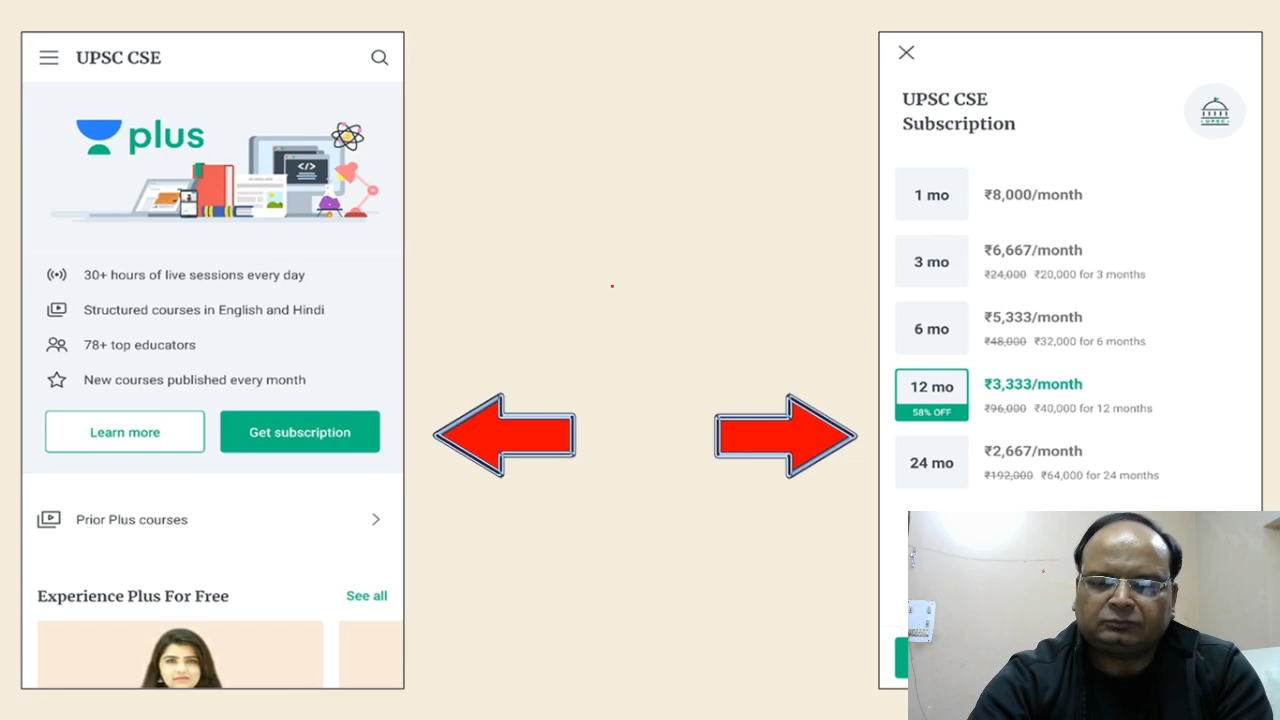 UPSC CSE
plus
</>
30+ hours of live sessions every day
Structured courses in English and Hindi
78+ top educators
New courses published every month
Learn more
Get subscription
Prior Plus courses
Experience Plus For Free
See all
UPSC CSE
Subscription
UPSC
1 mo
₹8,000/month
3 mo
₹6,667/month
₹24,000 ₹20,000 for 3 months
6 mo
₹5,333/month
₹48,000 ₹32,000 for 6 months
12 mo
58% OFF
₹3,333/month
₹96,000 ₹40,000 for 12 months
24 mo
₹2,667/month
₹192,000 ₹64,000 for 24 months